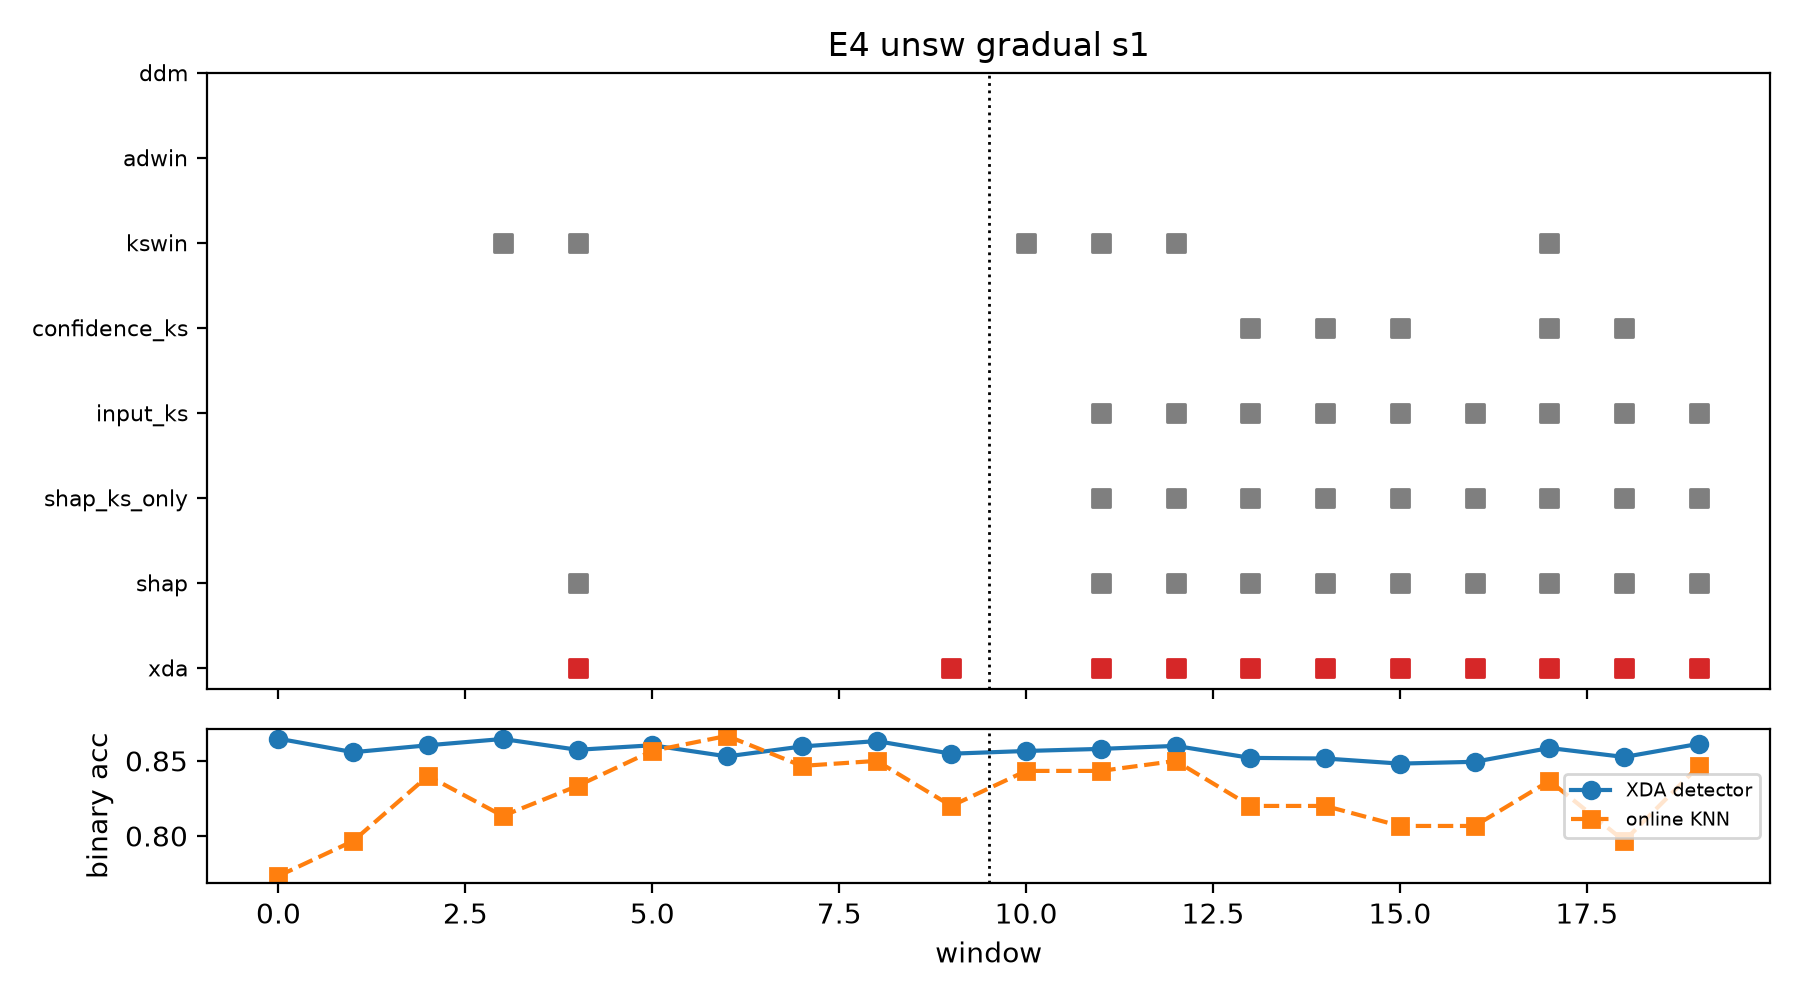 E4 unsw gradual s1
ddm
adwin
kswin
confidence_ks
input_ks
shap_ks_only
shap
xda
binary acc
0.85
0.80
XDA detector
online KNN
0.0 2.5 5.0 7.5 10.0 12.5 15.0 17.5
window